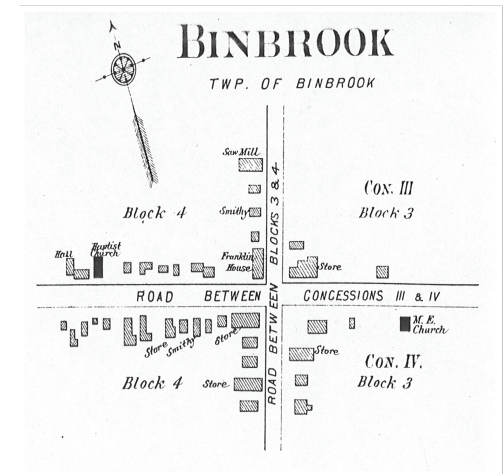 N
BINBROOK
TWP. OF BINBROOK
Saw Mill
Block 4
Smithy
CON. III
Block 3
Hall
Baptist
Church
Franklin
House
Store
ROAD BETWEEN CONCESSIONS III & IV
ROAD BETWEEN BLOCKS 3 & 4
Store
Smithy
Store
M. E.
Church
Store
CON. IV.
Block 4
Store
Block 3